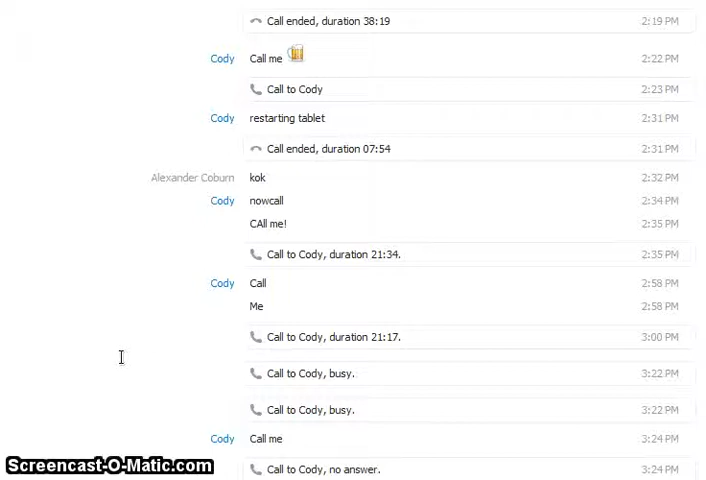 Call ended, duration 38:19 2:19 PM
Cody Call me 2:22 PM
Call to Cody 2:23 PM
Cody restarting tablet 2:31 PM
Call ended, duration 07:54 2:31 PM
Alexander Coburn kok 2:32 PM
Cody nowcall 2:34 PM
CAll me! 2:35 PM
Call to Cody, duration 21:34. 2:35 PM
Cody Call 2:58 PM
Me 2:58 PM
Call to Cody, duration 21:17. 3:00 PM
Call to Cody, busy. 3:22 PM
Call to Cody, busy. 3:22 PM
Cody Call me 3:24 PM
Call to Cody, no answer. 3:24 PM
Screencast-O-Matic.com